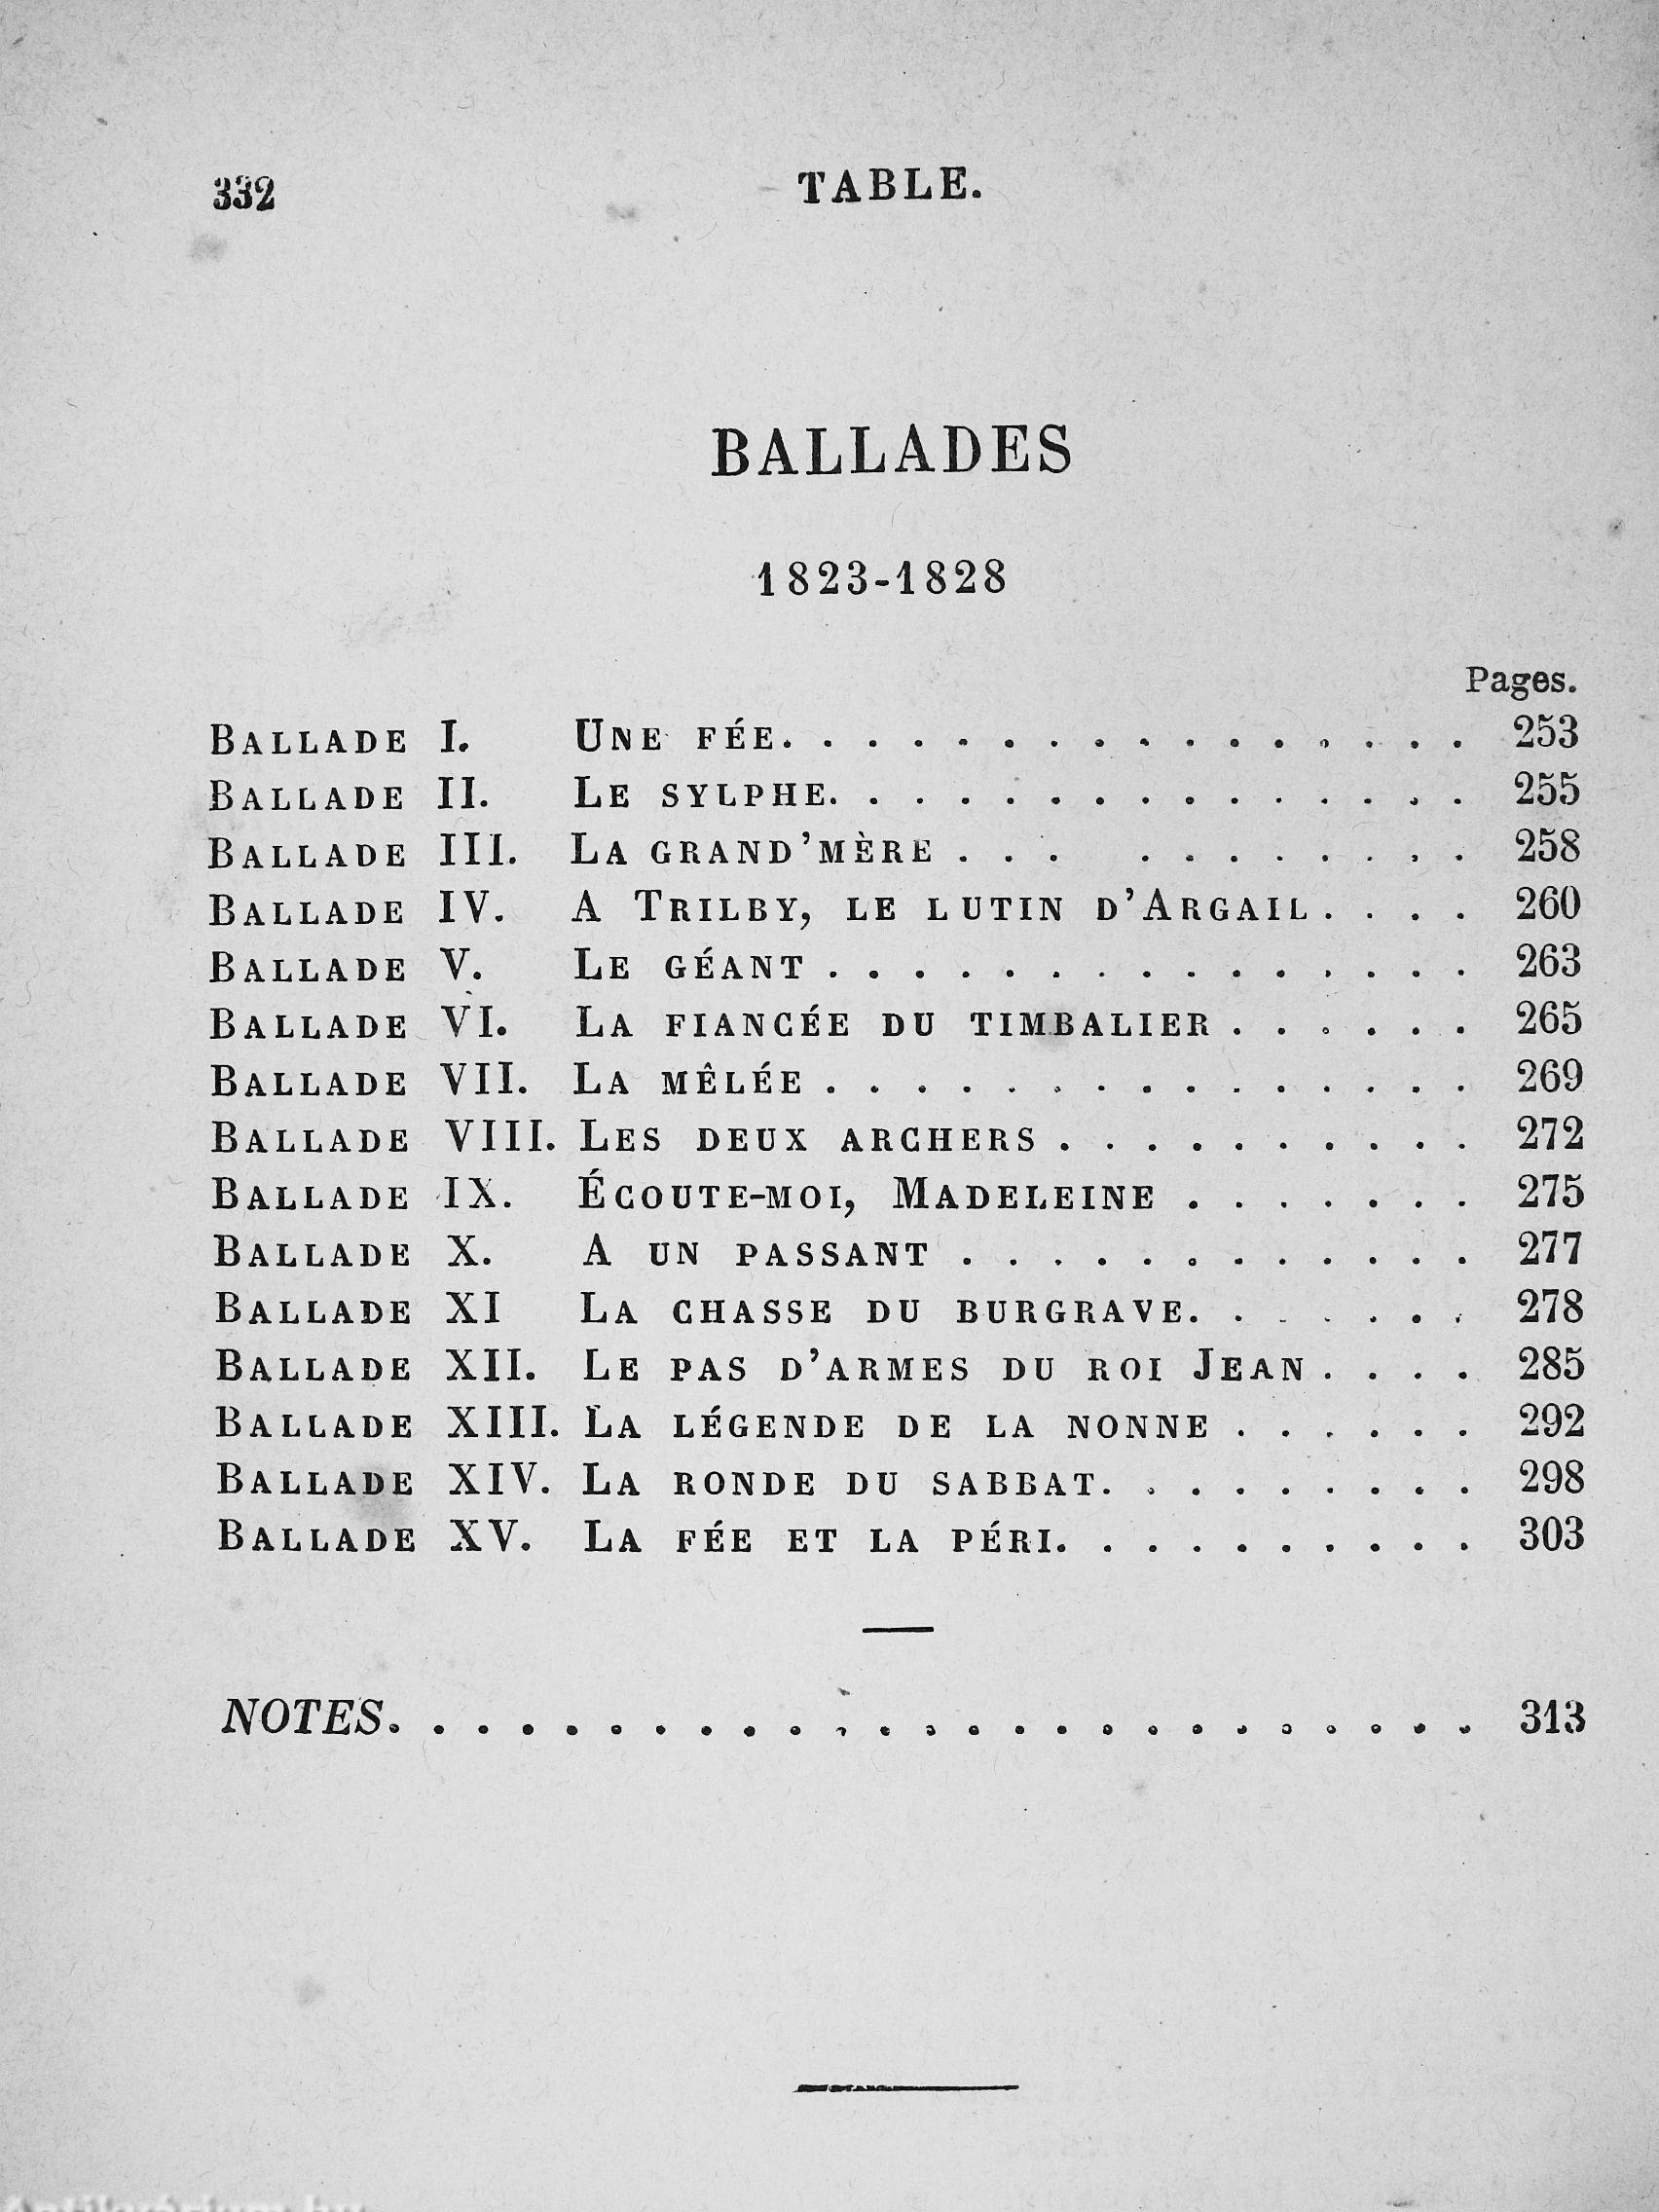 332 TABLE.
BALLADES
1823-1828
Pages.
BALLADE I. UNE FÉE. . . . . . . . . . . . . . . . 253
BALLADE II. LE SYLPHE. . . . . . . . . . . . . . . 255
BALLADE III. LA GRAND'MÈRE . . . . . . . . . . . 258
BALLADE IV. A TRILBY, LE LUTIN D'ARGAIL. . . . 260
BALLADE V. LE GÉANT . . . . . . . . . . . . . . . 263
BALLADE VI. LA FIANCÉE DU TIMBALIER . . . . . . 265
BALLADE VII. LA MÊLÉE . . . . . . . . . . . . . . . 269
BALLADE VIII. LES DEUX ARCHERS . . . . . . . . . . 272
BALLADE IX. ÉCOUTE-MOI, MADELEINE . . . . . . . 275
BALLADE X. A UN PASSANT . . . . . . . . . . . . 277
BALLADE XI LA CHASSE DU BURGRAVE. . . . . . . 278
BALLADE XII. LE PAS D'ARMES DU ROI JEAN . . . . 285
BALLADE XIII. LA LÉGENDE DE LA NONNE . . . . . . 292
BALLADE XIV. LA RONDE DU SABBAT. . . . . . . . . 298
BALLADE XV. LA FÉE ET LA PÉRI. . . . . . . . . . 303
NOTES. . . . . . . . . . . . . . . . . . . . . . . . . 313